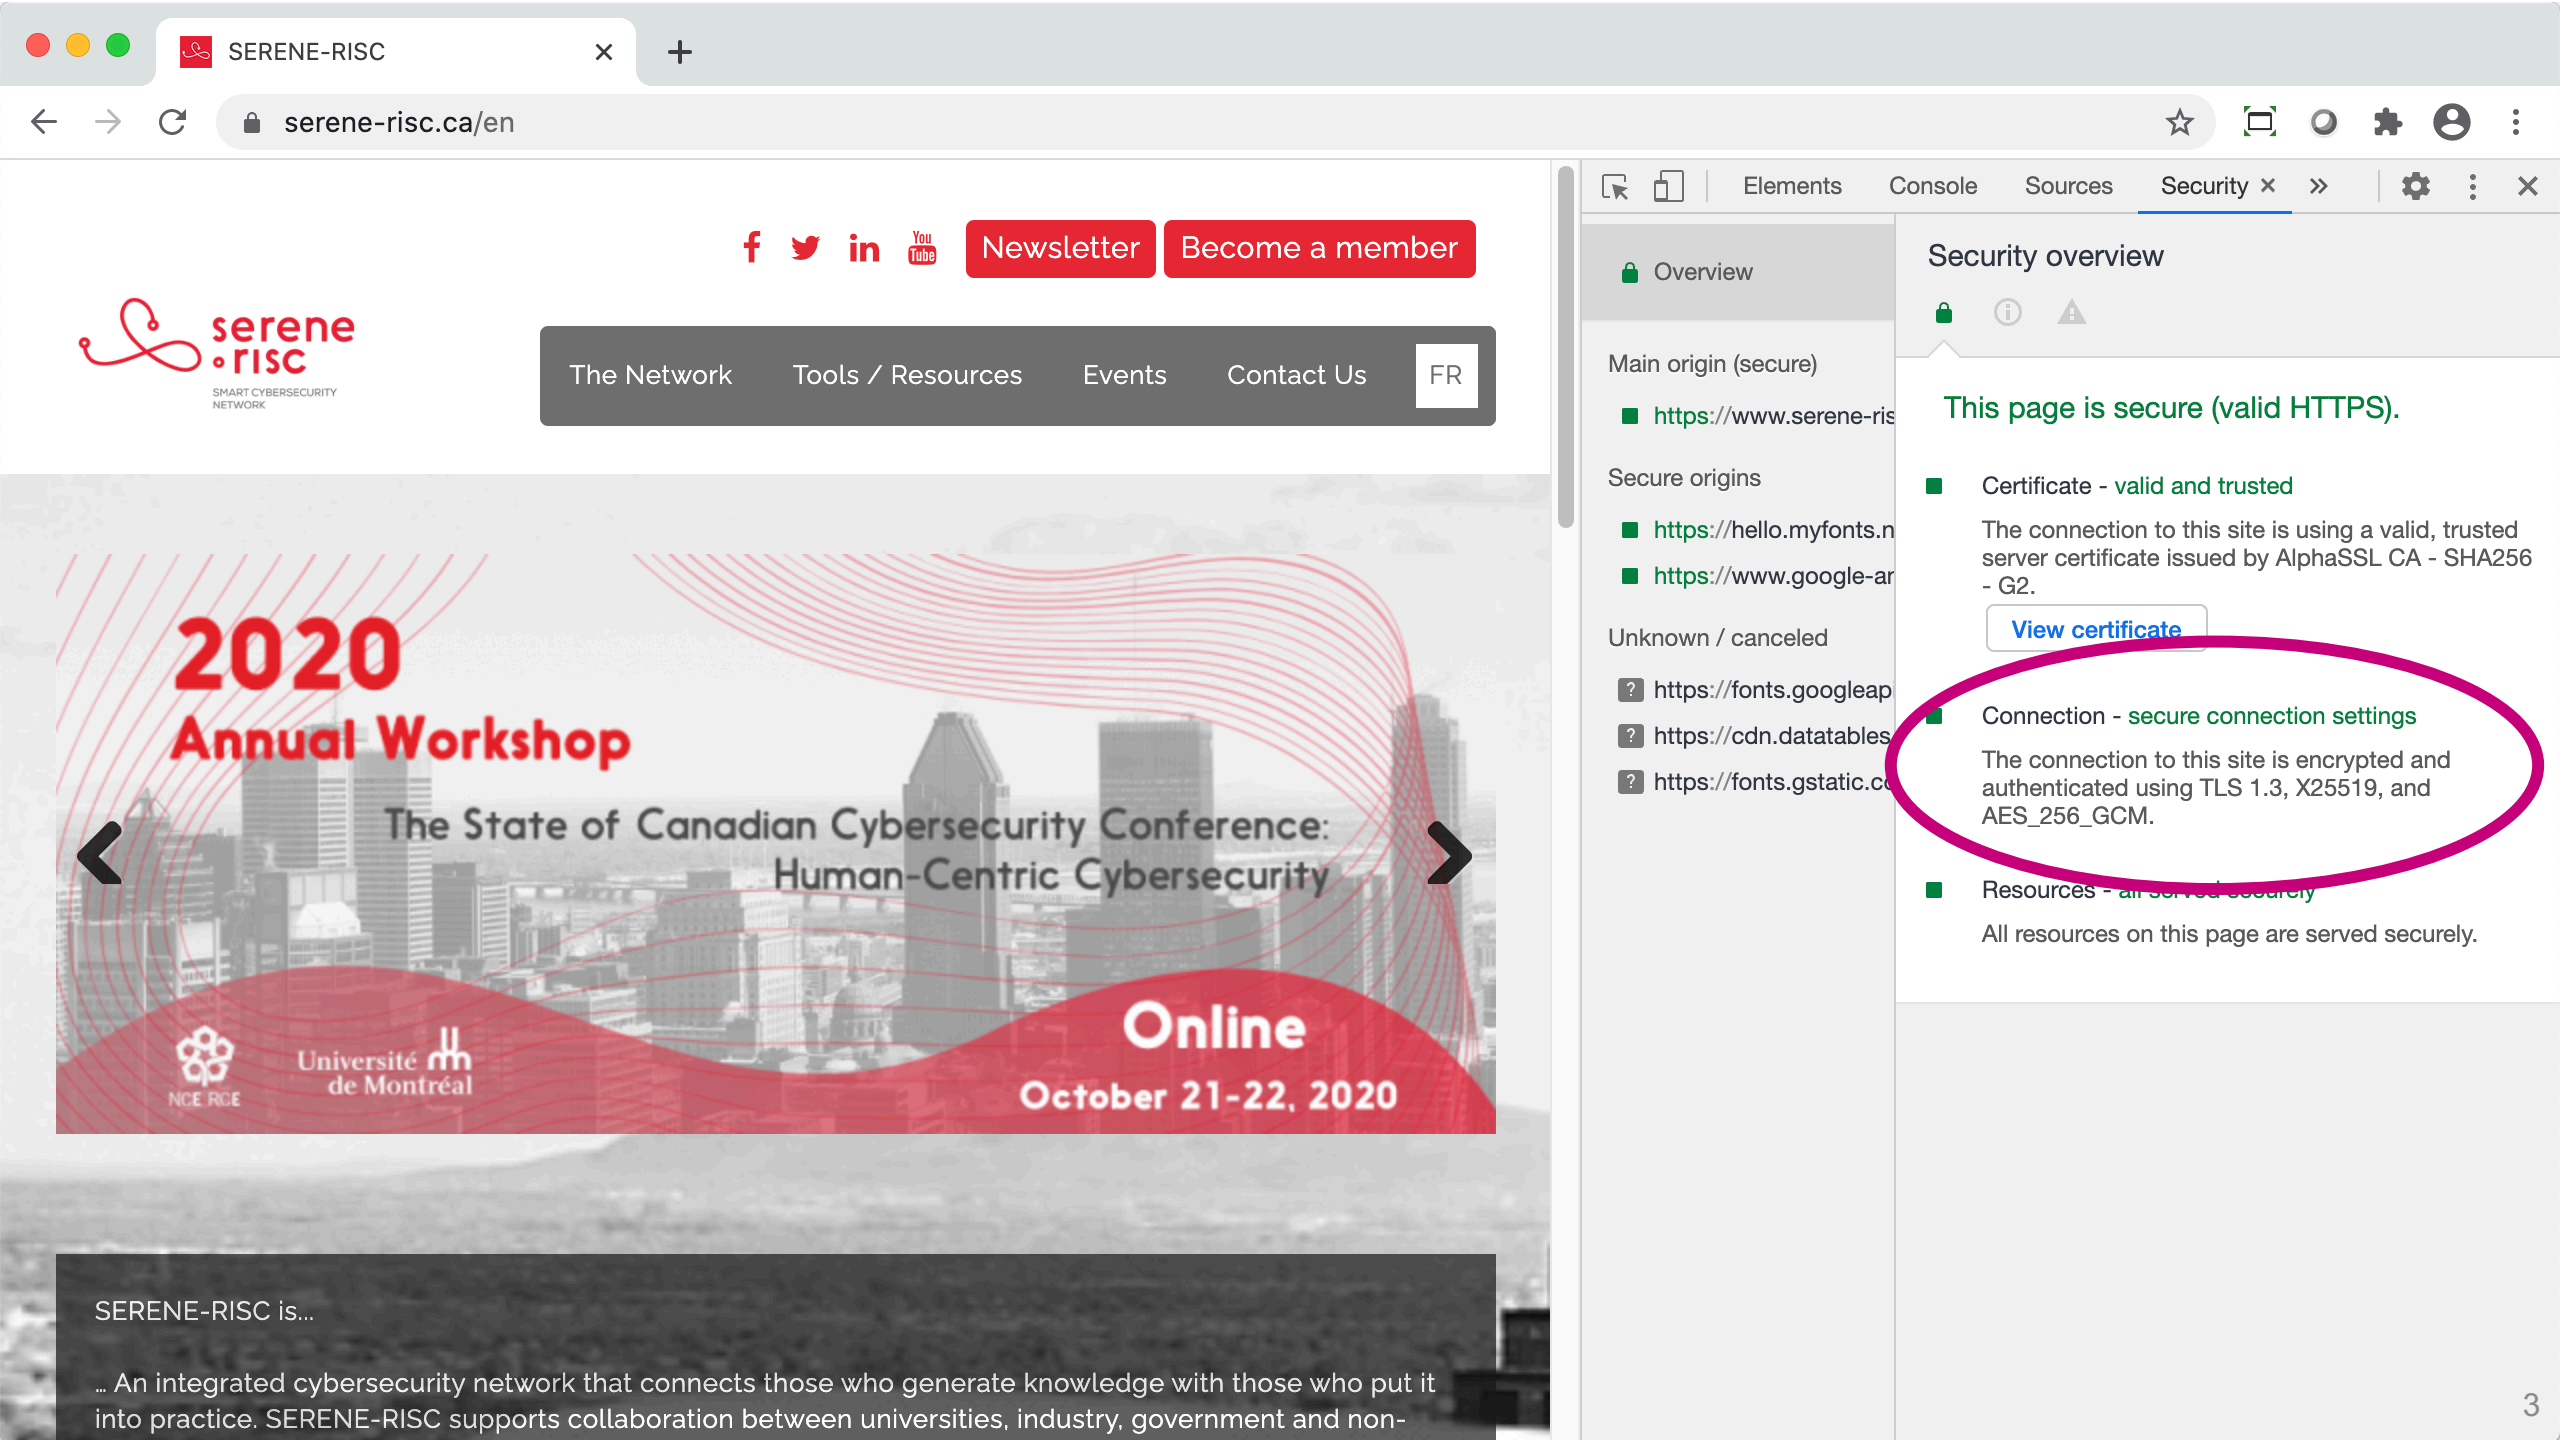 SERENE-RISC
serene-risc.ca/en
You
Tube
Newsletter
Become a member
serene
risc
SMART CYBERSECURITY
NETWORK
The Network
Tools / Resources
Events
Contact Us
FR
2020
Annual Workshop
The State of Canadian Cybersecurity Conference:
Human-Centric Cybersecurity
NCE RCE
Université
de Montréal
Online
October 21-22, 2020
SERENE-RISC is...
... An integrated cybersecurity network that connects those who generate knowledge with those who put it
into practice. SERENE-RISC supports collaboration between universities, industry, government and non-
Elements
Console
Sources
Security
Overview
Main origin (secure)
https://www.serene-ris
Secure origins
https://hello.myfonts.n
https://www.google-an
Unknown / canceled
https://fonts.googleapi
https://cdn.datatables.
https://fonts.gstatic.co
Security overview
This page is secure (valid HTTPS).
Certificate - valid and trusted
The connection to this site is using a valid, trusted
server certificate issued by AlphaSSL CA - SHA256
- G2.
View certificate
Connection - secure connection settings
The connection to this site is encrypted and
authenticated using TLS 1.3, X25519, and
AES_256_GCM.
Resources - all served securely
All resources on this page are served securely.
3